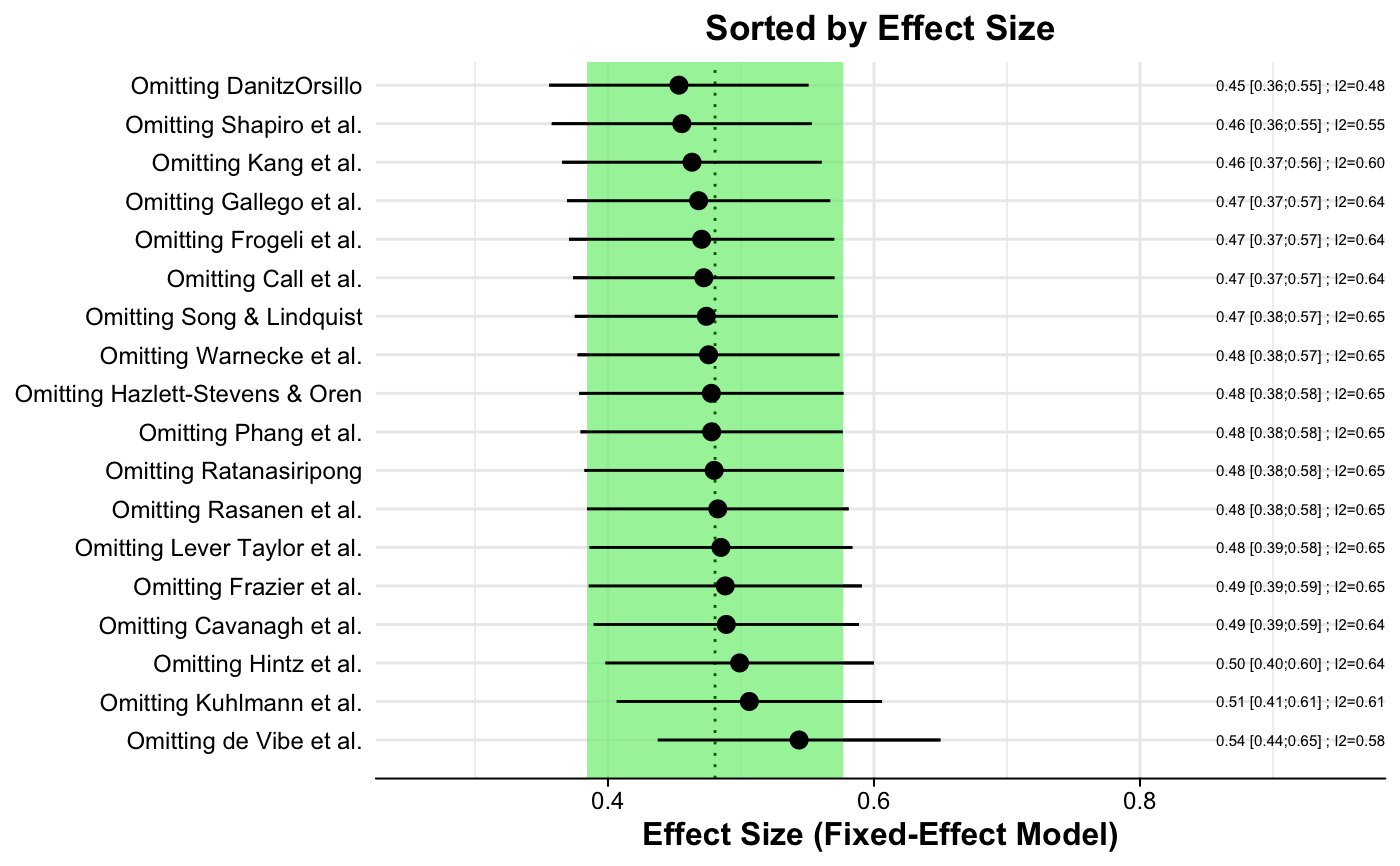 Sorted by Effect Size
Omitting DanitzOrsillo 0.45 [0.36;0.55] ; I2=0.48
Omitting Shapiro et al. 0.46 [0.36;0.55] ; I2=0.55
Omitting Kang et al. 0.46 [0.37;0.56] ; I2=0.60
Omitting Gallego et al. 0.47 [0.37;0.57] ; I2=0.64
Omitting Frogeli et al. 0.47 [0.37;0.57] ; I2=0.64
Omitting Call et al. 0.47 [0.37;0.57] ; I2=0.64
Omitting Song & Lindquist 0.47 [0.38;0.57] ; I2=0.65
Omitting Warnecke et al. 0.48 [0.38;0.57] ; I2=0.65
Omitting Hazlett-Stevens & Oren 0.48 [0.38;0.58] ; I2=0.65
Omitting Phang et al. 0.48 [0.38;0.58] ; I2=0.65
Omitting Ratanasiripong 0.48 [0.38;0.58] ; I2=0.65
Omitting Rasanen et al. 0.48 [0.38;0.58] ; I2=0.65
Omitting Lever Taylor et al. 0.48 [0.39;0.58] ; I2=0.65
Omitting Frazier et al. 0.49 [0.39;0.59] ; I2=0.65
Omitting Cavanagh et al. 0.49 [0.39;0.59] ; I2=0.64
Omitting Hintz et al. 0.50 [0.40;0.60] ; I2=0.64
Omitting Kuhlmann et al. 0.51 [0.41;0.61] ; I2=0.61
Omitting de Vibe et al. 0.54 [0.44;0.65] ; I2=0.58
0.4 0.6 0.8
Effect Size (Fixed-Effect Model)